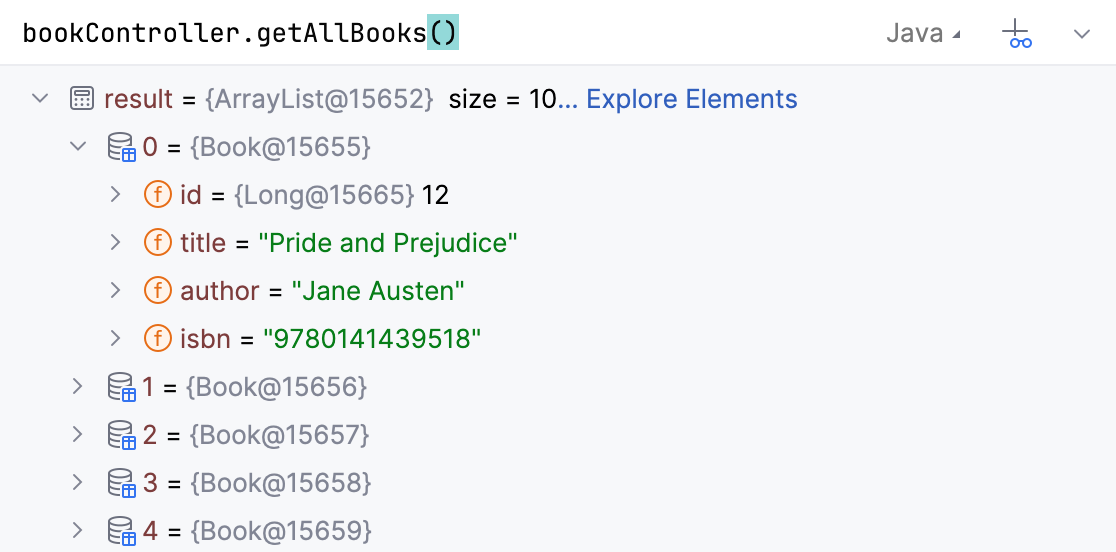 bookController.getAllBooks() Java
result = {ArrayList@15652} size = 10... Explore Elements
0 = {Book@15655}
f id = {Long@15665} 12
f title = "Pride and Prejudice"
f author = "Jane Austen"
f isbn = "9780141439518"
1 = {Book@15656}
2 = {Book@15657}
3 = {Book@15658}
4 = {Book@15659}